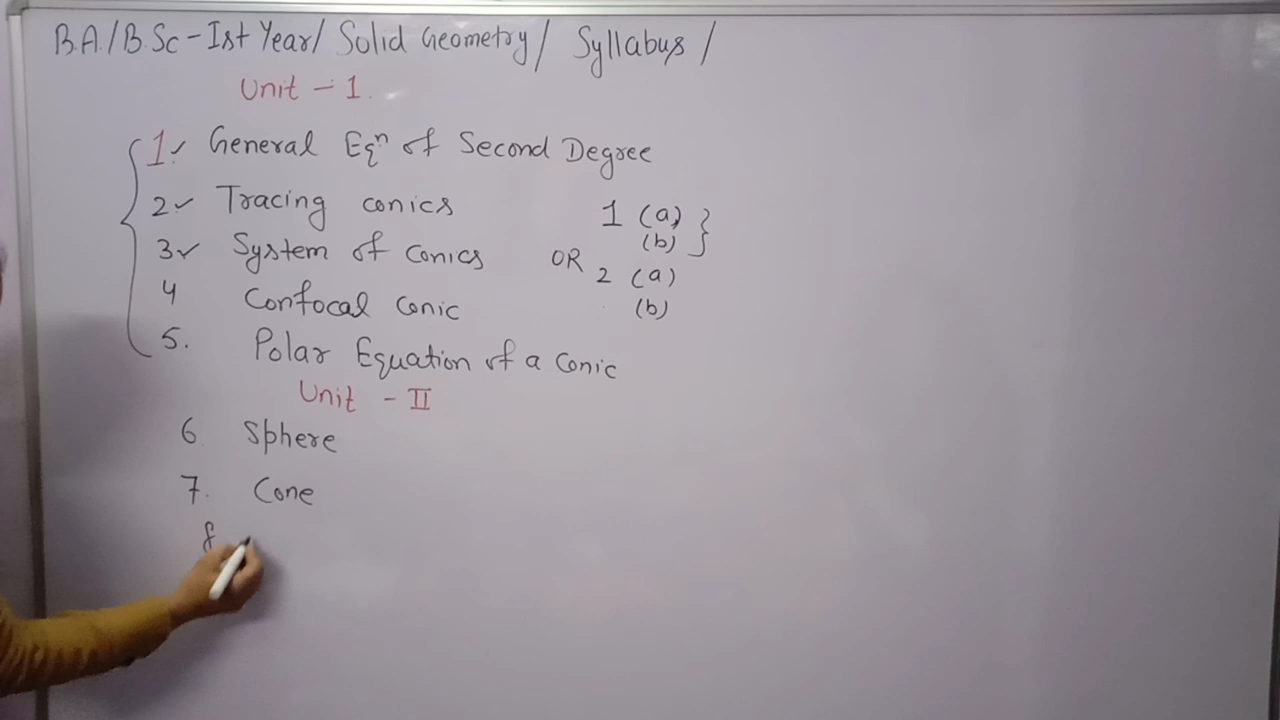 B.A./B.Sc - Ist Year/ Solid Geometry/ Syllabus /
Unit - 1.
1. ✓ General Eqⁿ of Second Degree
2 ✓ Tracing conics
3 ✓ System of Conics
4 Confocal Conic
5. Polar Equation of a Conic
1 (a)
(b)
OR 2 (a)
(b)
Unit - II
6. Sphere
7. Cone
8